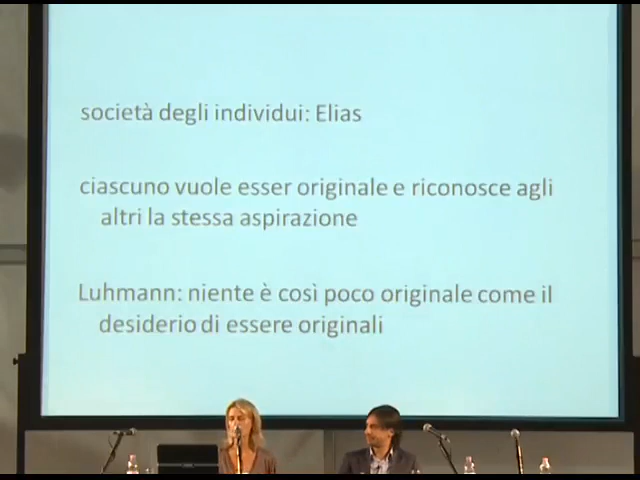 società degli individui: Elias
ciascuno vuole esser originale e riconosce agli
altri la stessa aspirazione
Luhmann: niente è così poco originale come il
desiderio di essere originali